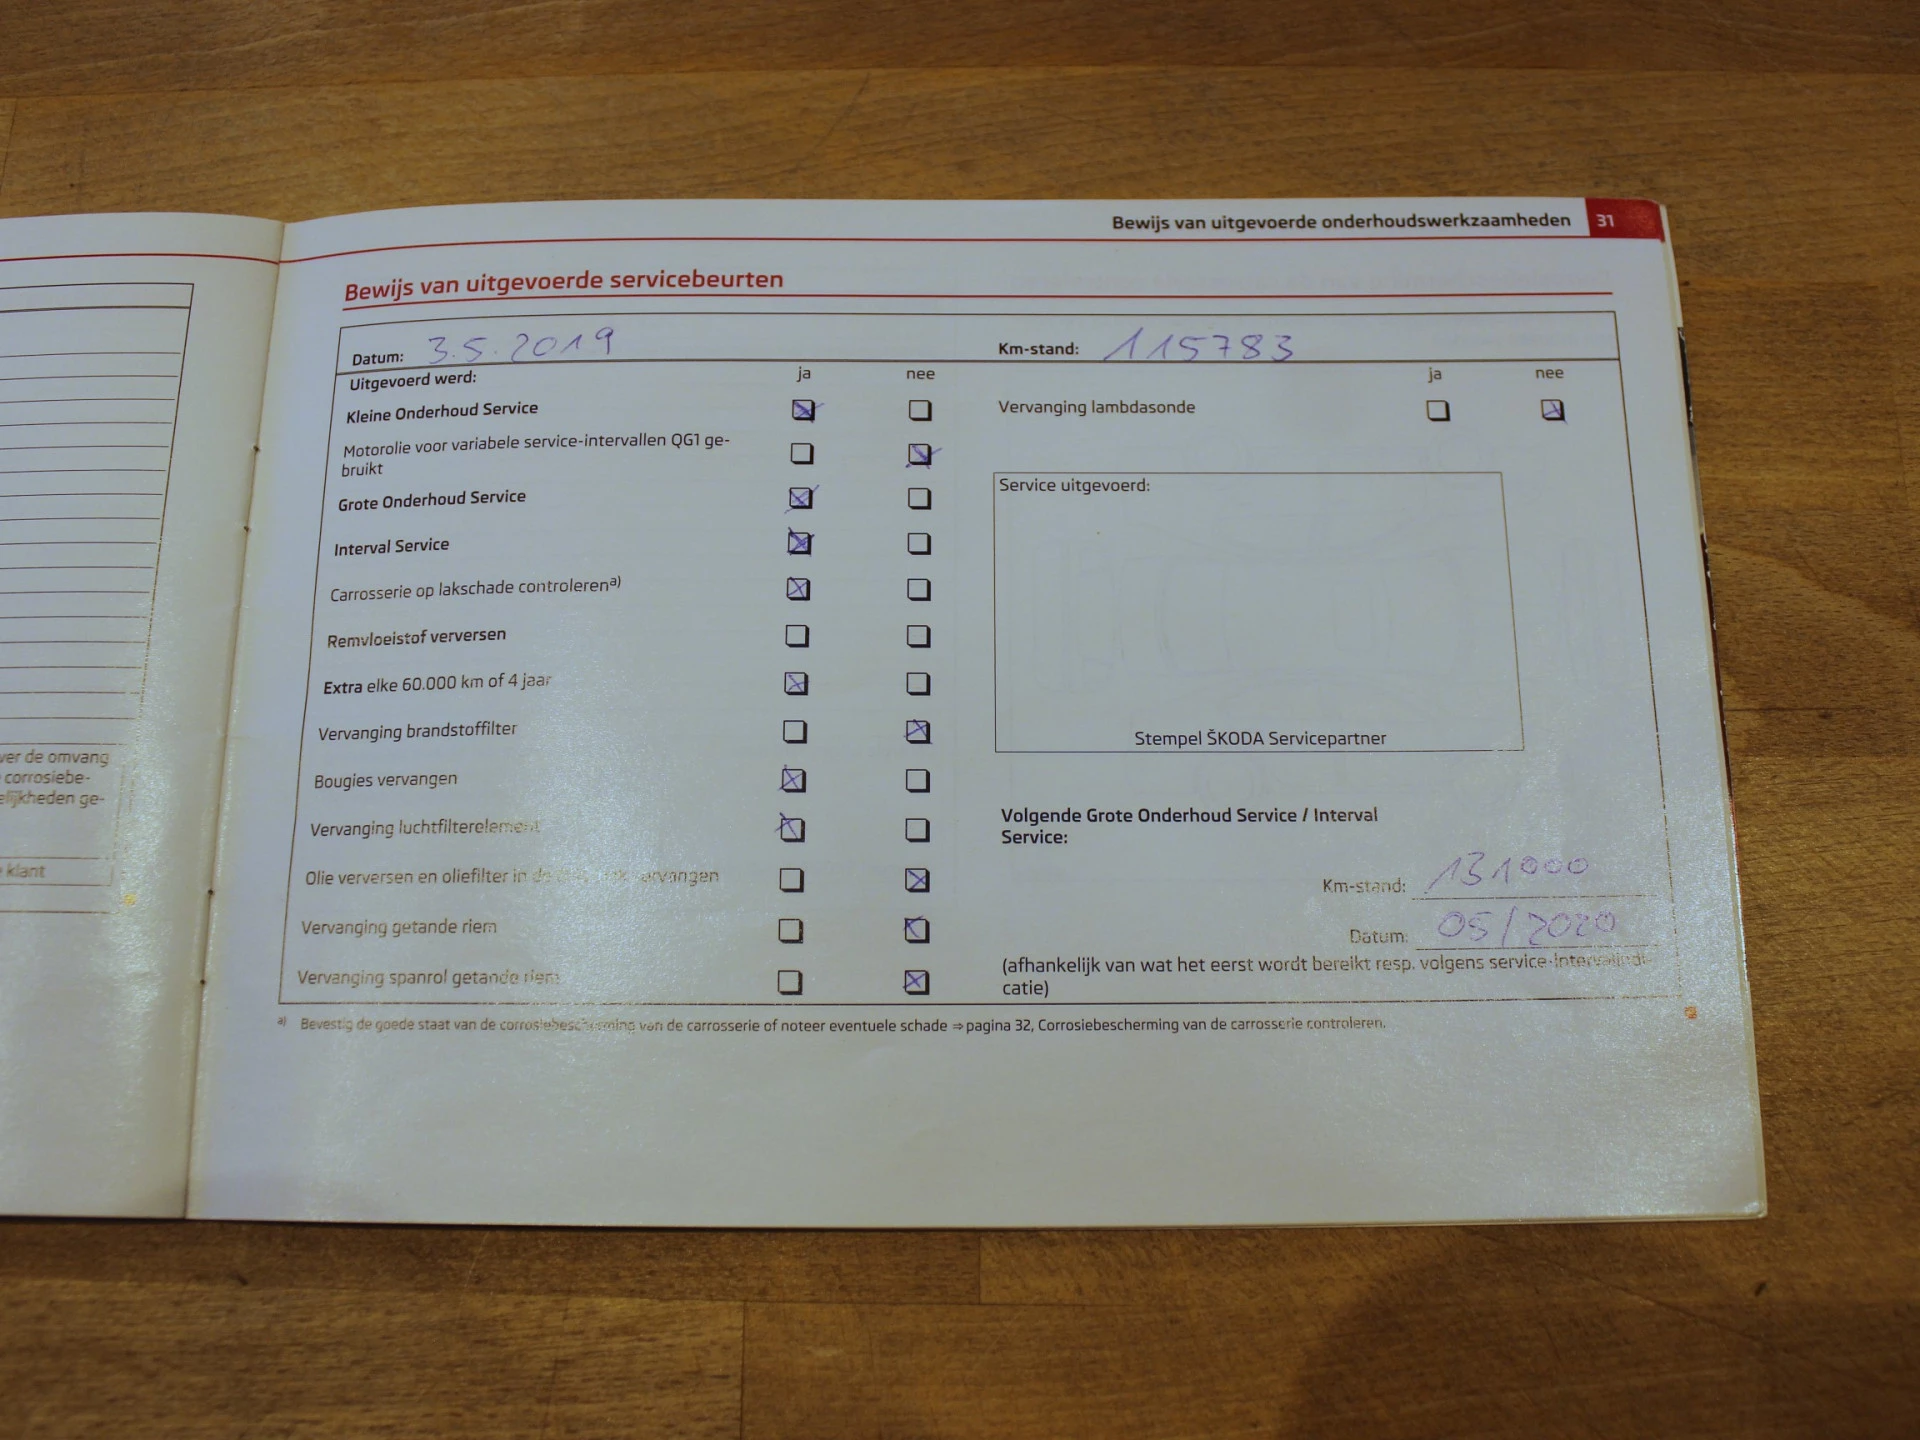 Bewijs van uitgevoerde onderhoudswerkzaamheden 31
Bewijs van uitgevoerde servicebeurten
Datum: 3.5.2019
Km-stand: 115783
Uitgevoerd werd: ja nee
Kleine Onderhoud Service
Motorolie voor variabele service-intervallen QG1 ge-
bruikt
Grote Onderhoud Service
Interval Service
Carrosserie op lakschade controleren a)
Remvloeistof verversen
Extra elke 60.000 km of 4 jaar
Vervanging brandstoffilter
Bougies vervangen
Vervanging luchtfilterelement
Olie verversen en oliefilter in de vervangen
Vervanging getande riem
Vervanging spanrol getande riem
ja nee
Vervanging lambdasonde
Service uitgevoerd:
Stempel ŠKODA Servicepartner
Volgende Grote Onderhoud Service / Interval
Service:
Km-stand: 131000
Datum: 05/2020
(afhankelijk van wat het eerst wordt bereikt resp. volgens service-intervalindi-
catie)
a) Bevestig de goede staat van de corrosiebescherming van de carrosserie of noteer eventuele schade ⇒ pagina 32, Corrosiebescherming van de carrosserie controleren.
ver de omvang
corrosiebe-
elijkheden ge-
klant